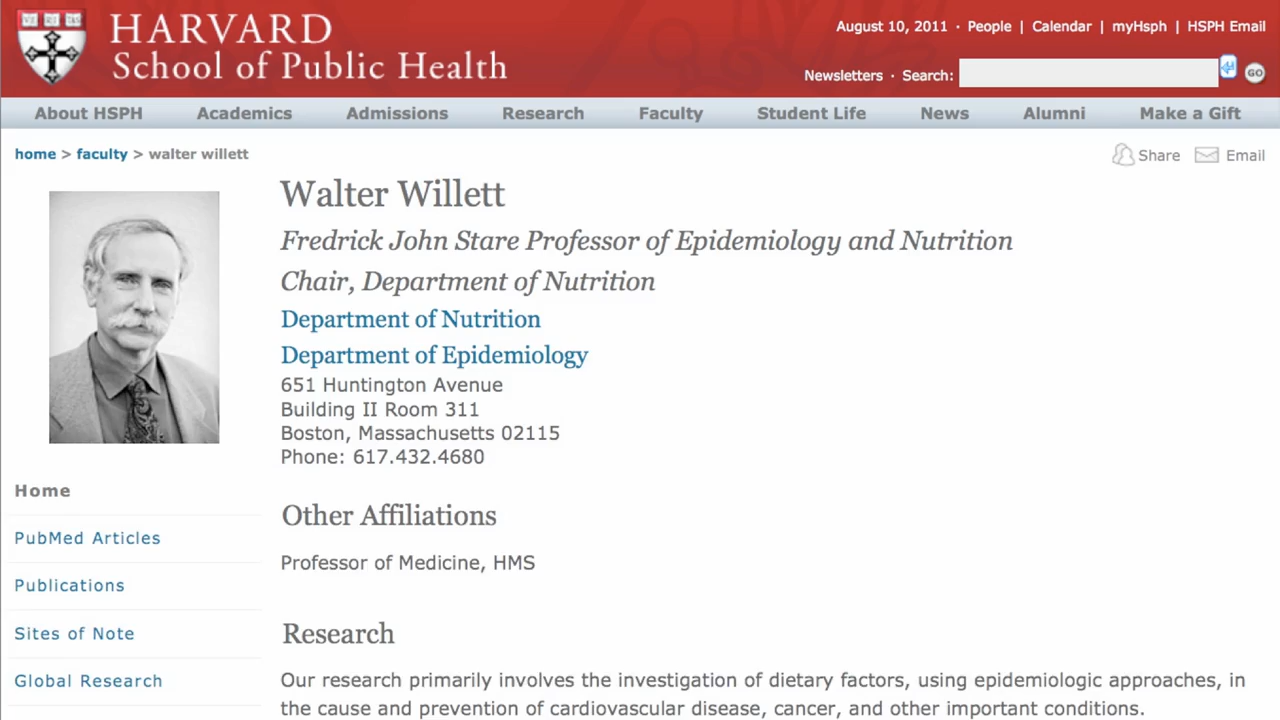 HARVARD
School of Public Health
August 10, 2011 · People | Calendar | myHsph | HSPH Email
Newsletters · Search:
GO
About HSPH Academics Admissions Research Faculty Student Life News Alumni Make a Gift
home > faculty > walter willett
Share Email
Walter Willett
Fredrick John Stare Professor of Epidemiology and Nutrition
Chair, Department of Nutrition
Department of Nutrition
Department of Epidemiology
651 Huntington Avenue
Building II Room 311
Boston, Massachusetts 02115
Phone: 617.432.4680
Home
PubMed Articles
Publications
Sites of Note
Global Research
Other Affiliations
Professor of Medicine, HMS
Research
Our research primarily involves the investigation of dietary factors, using epidemiologic approaches, in
the cause and prevention of cardiovascular disease, cancer, and other important conditions.